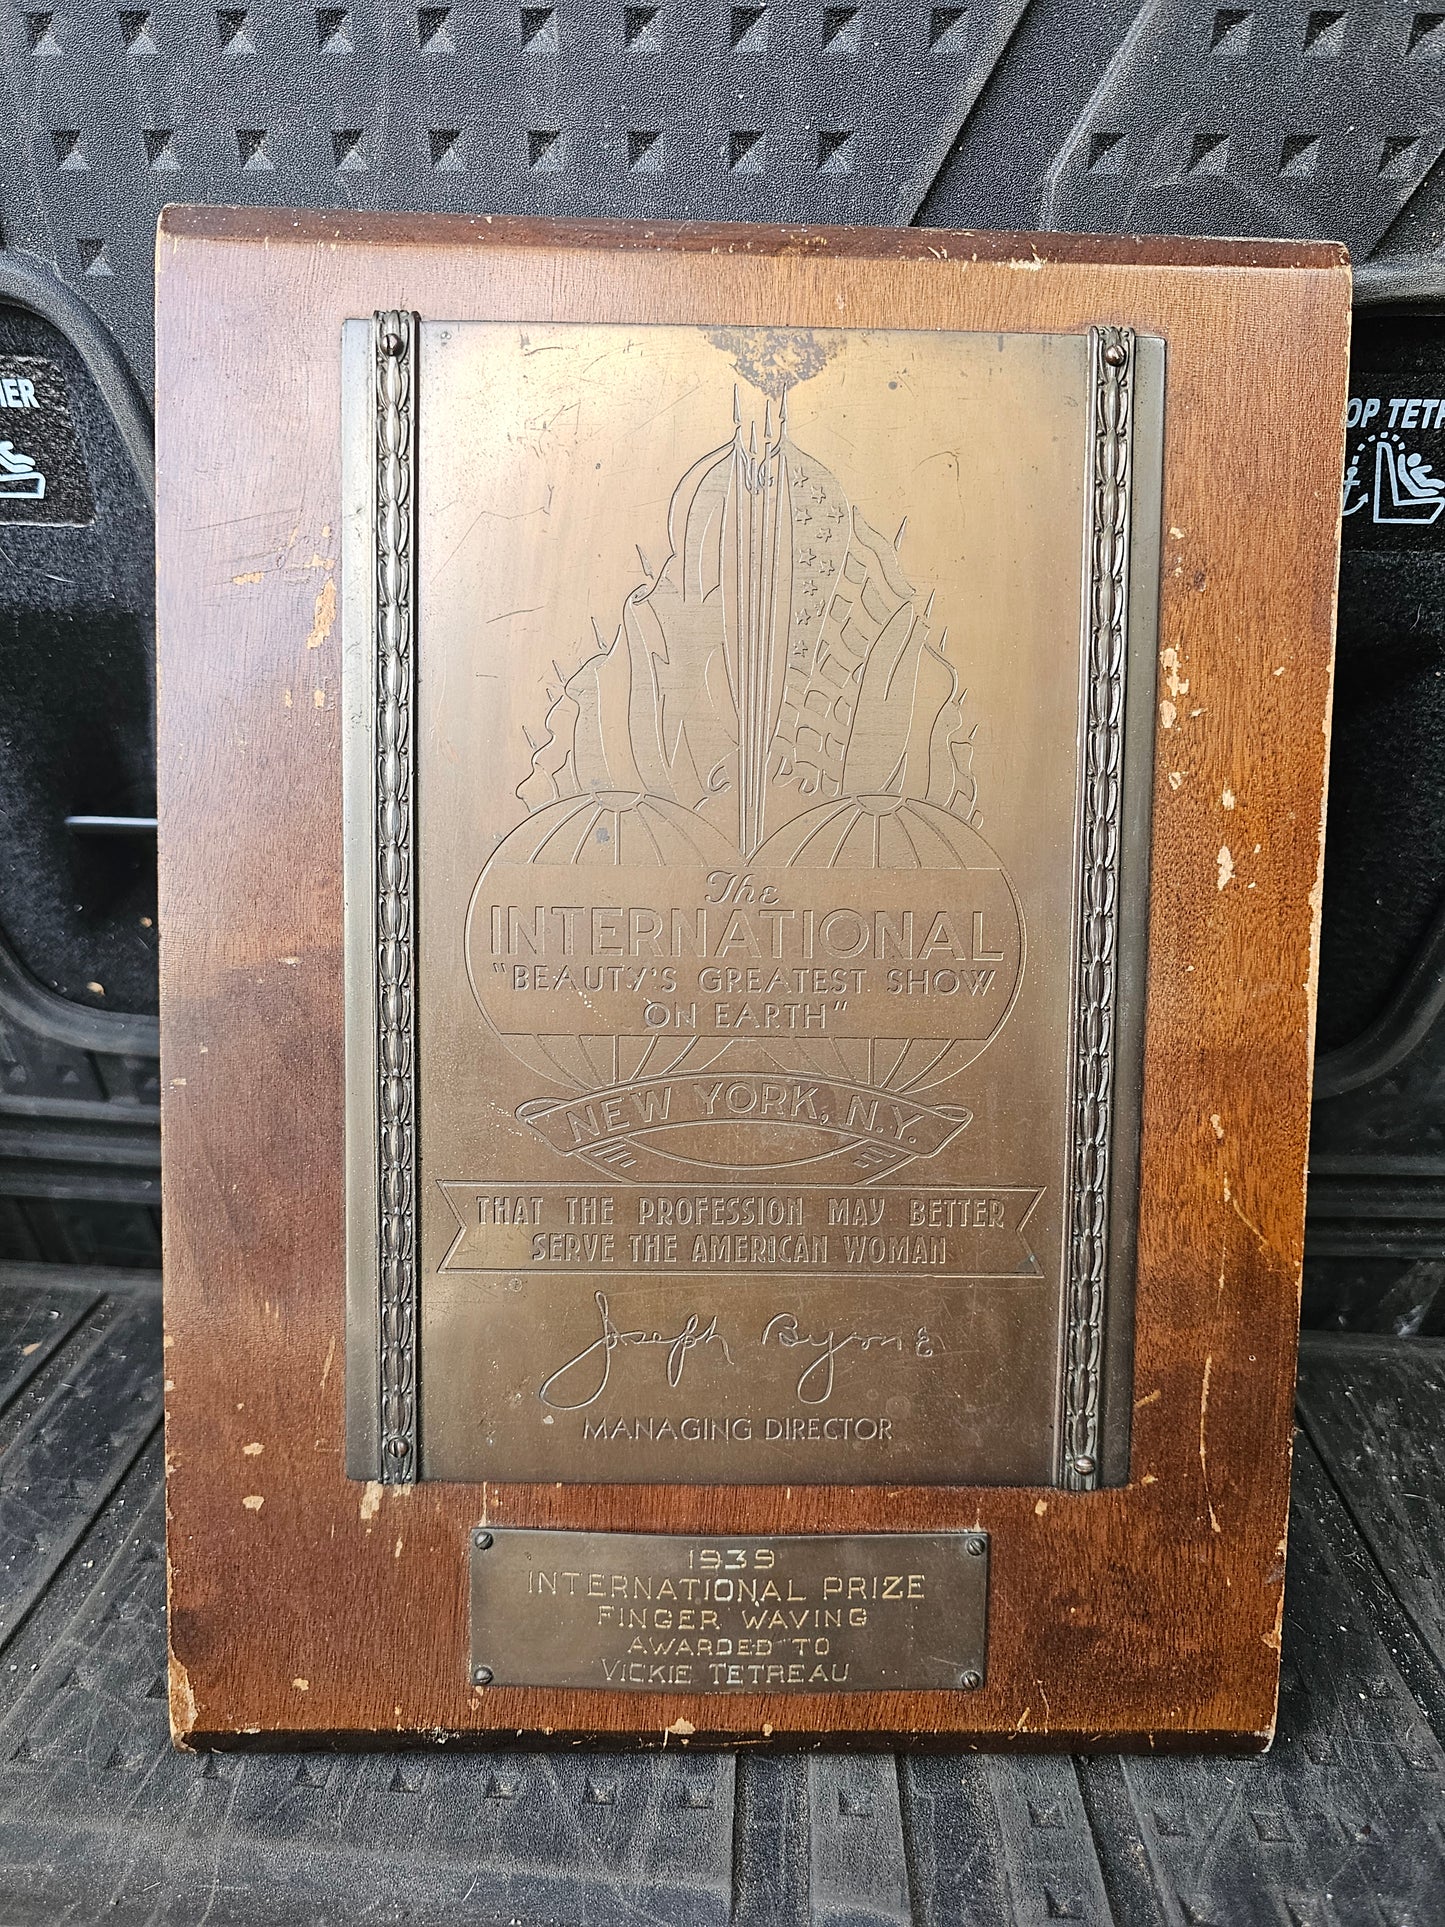 The
INTERNATIONAL
"BEAUTY'S GREATEST SHOW
ON EARTH"
NEW YORK, N.Y.
THAT THE PROFESSION MAY BETTER
SERVE THE AMERICAN WOMAN
Joseph Byrne
MANAGING DIRECTOR
1939
INTERNATIONAL PRIZE
FINGER WAVING
AWARDED TO
VICKIE TETREAU